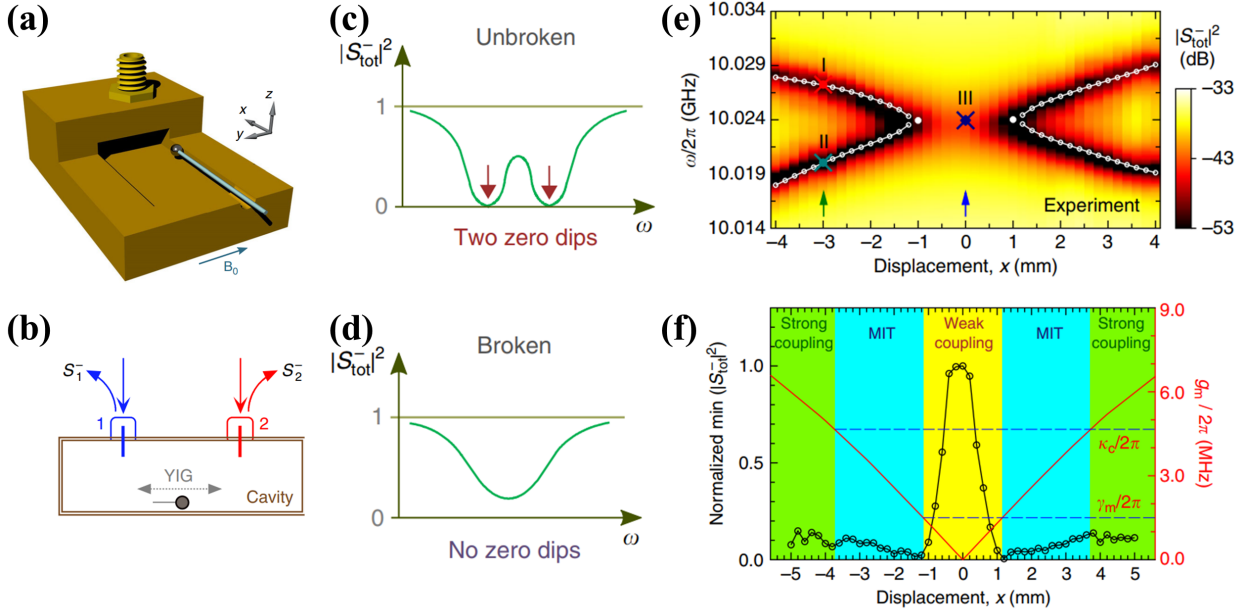 (a)
x
y
z
B₀
(b)
S₁⁻
S₂⁻
1
2
YIG
Cavity
(c)
|S⁻tot|²
Unbroken
1
0
ω
Two zero dips
(d)
|S⁻tot|²
Broken
1
0
ω
No zero dips
(e)
ω/2π (GHz)
10.034
10.029
10.024
10.019
10.014
I
II
III
Experiment
−4 −3 −2 −1 0 1 2 3 4
Displacement, x (mm)
|S⁻tot|²
(dB)
−33
−43
−53
(f)
Normalized min (|S⁻tot|²)
1.0
0.5
0.0
Strong
coupling
MIT
Weak
coupling
MIT
Strong
coupling
κc/2π
γm/2π
9.0
6.0
3.0
0.0
gm / 2π (MHz)
−5 −4 −3 −2 −1 0 1 2 3 4 5
Displacement, x (mm)